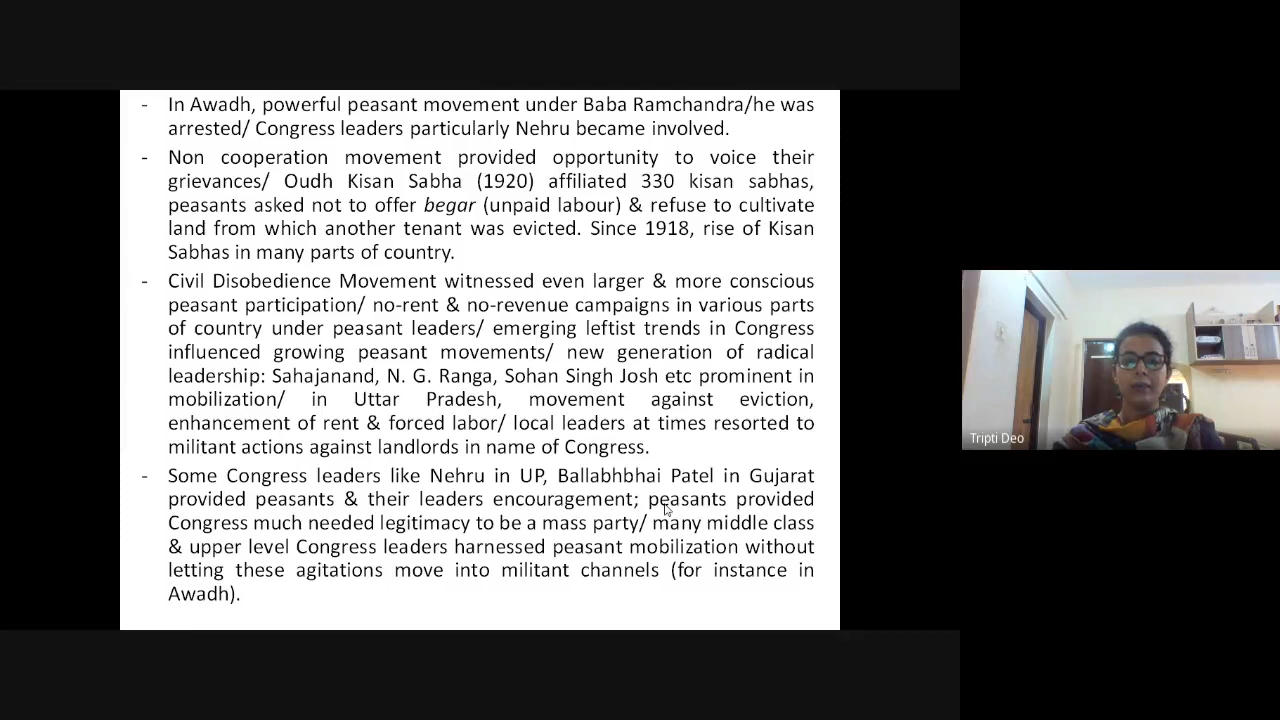 - In Awadh, powerful peasant movement under Baba Ramchandra/he was
arrested/ Congress leaders particularly Nehru became involved.
- Non cooperation movement provided opportunity to voice their
grievances/ Oudh Kisan Sabha (1920) affiliated 330 kisan sabhas,
peasants asked not to offer begar (unpaid labour) & refuse to cultivate
land from which another tenant was evicted. Since 1918, rise of Kisan
Sabhas in many parts of country.
- Civil Disobedience Movement witnessed even larger & more conscious
peasant participation/ no-rent & no-revenue campaigns in various parts
of country under peasant leaders/ emerging leftist trends in Congress
influenced growing peasant movements/ new generation of radical
leadership: Sahajanand, N. G. Ranga, Sohan Singh Josh etc prominent in
mobilization/ in Uttar Pradesh, movement against eviction,
enhancement of rent & forced labor/ local leaders at times resorted to
militant actions against landlords in name of Congress.
- Some Congress leaders like Nehru in UP, Ballabhbhai Patel in Gujarat
provided peasants & their leaders encouragement; peasants provided
Congress much needed legitimacy to be a mass party/ many middle class
& upper level Congress leaders harnessed peasant mobilization without
letting these agitations move into militant channels (for instance in
Awadh).
Tripti Deo